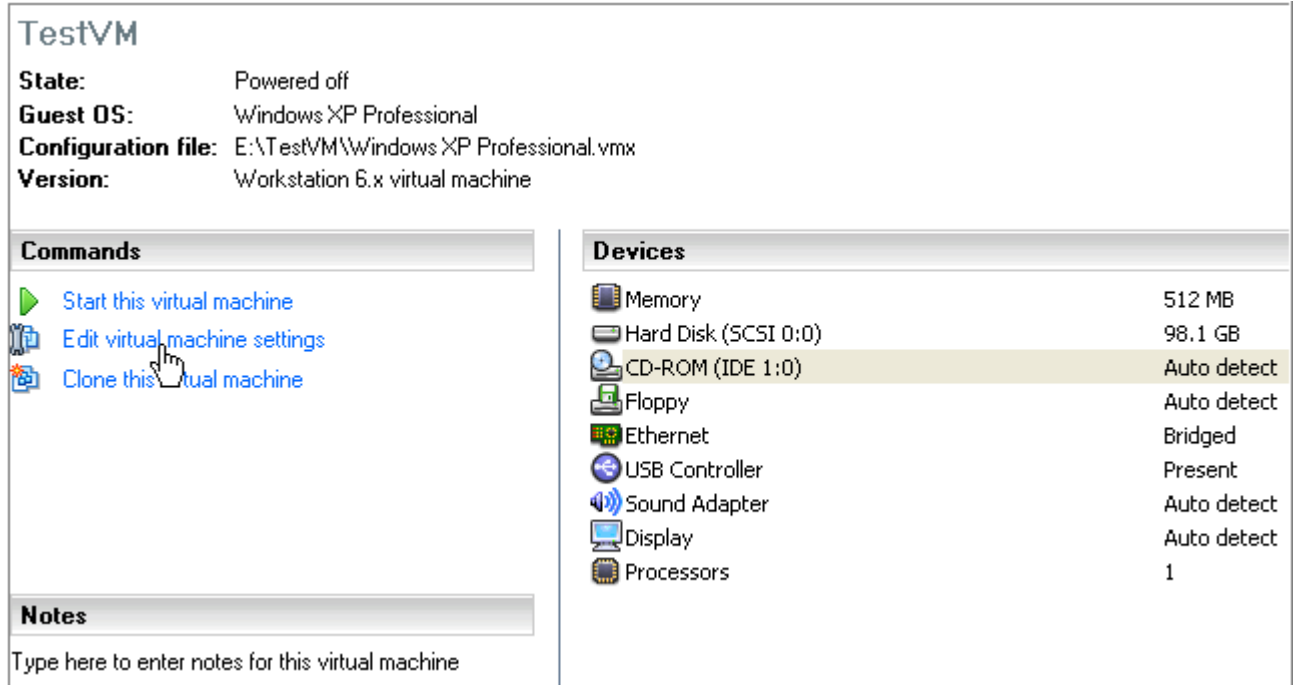 TestVM
State: Powered off
Guest OS: Windows XP Professional
Configuration file: E:\TestVM\Windows XP Professional.vmx
Version: Workstation 6.x virtual machine
Commands
Start this virtual machine
Edit virtual machine settings
Clone this virtual machine
Notes
Type here to enter notes for this virtual machine
Devices
Memory 512 MB
Hard Disk (SCSI 0:0) 98.1 GB
CD-ROM (IDE 1:0) Auto detect
Floppy Auto detect
Ethernet Bridged
USB Controller Present
Sound Adapter Auto detect
Display Auto detect
Processors 1